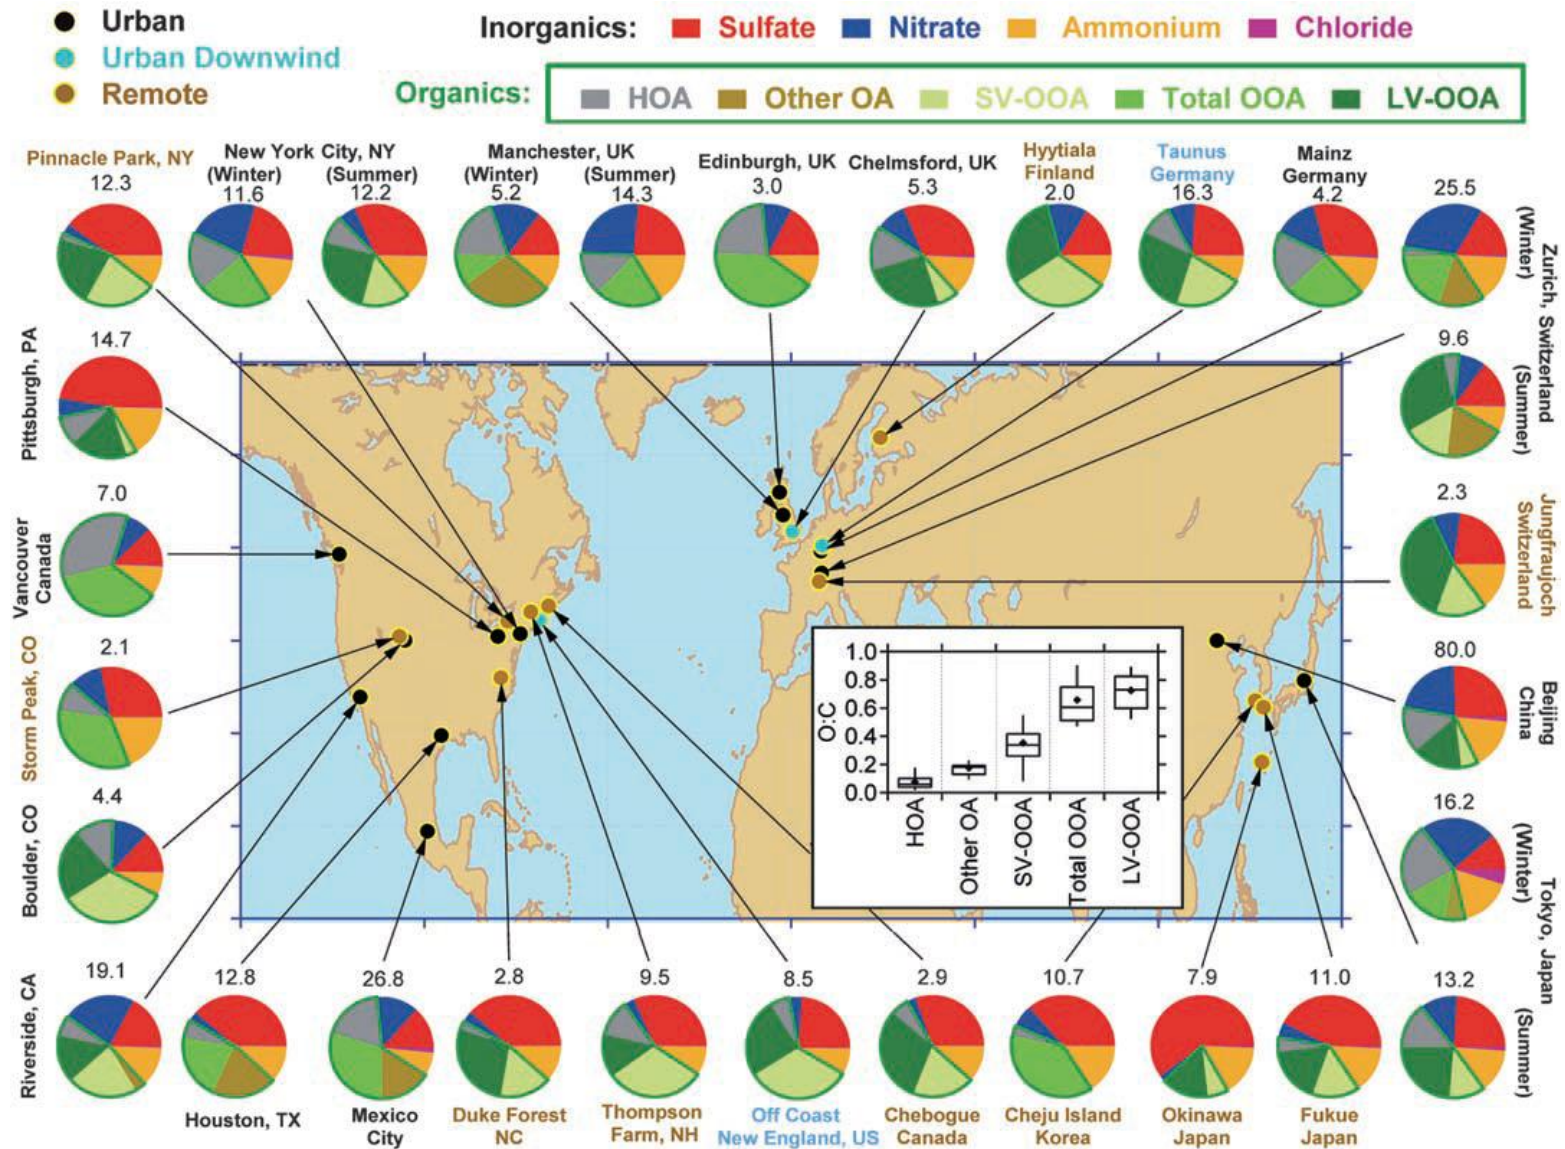 Urban
Urban Downwind
Remote
Inorganics: Sulfate Nitrate Ammonium Chloride
Organics: HOA Other OA SV-OOA Total OOA LV-OOA
Pinnacle Park, NY
12.3
New York City, NY
(Winter) (Summer)
11.6 12.2
Manchester, UK
(Winter) (Summer)
5.2 14.3
Edinburgh, UK
3.0
Chelmsford, UK
5.3
Hyytiala
Finland
2.0
Taunus
Germany
16.3
Mainz
Germany
4.2
25.5
(Winter)
Zurich, Switzerland
9.6
(Summer)
Pittsburgh, PA
14.7
Vancouver
Canada
7.0
Storm Peak, CO
2.1
Boulder, CO
4.4
Riverside, CA
19.1
2.3
Jungfraujoch
Switzerland
80.0
Beijing
China
16.2
(Winter)
Tokyo, Japan
13.2
(Summer)
O:C
1.0
0.8
0.6
0.4
0.2
0.0
HOA
Other OA
SV-OOA
Total OOA
LV-OOA
12.8
Houston, TX
26.8
Mexico
City
2.8
Duke Forest
NC
9.5
Thompson
Farm, NH
8.5
Off Coast
New England, US
2.9
Chebogue
Canada
10.7
Cheju Island
Korea
7.9
Okinawa
Japan
11.0
Fukue
Japan